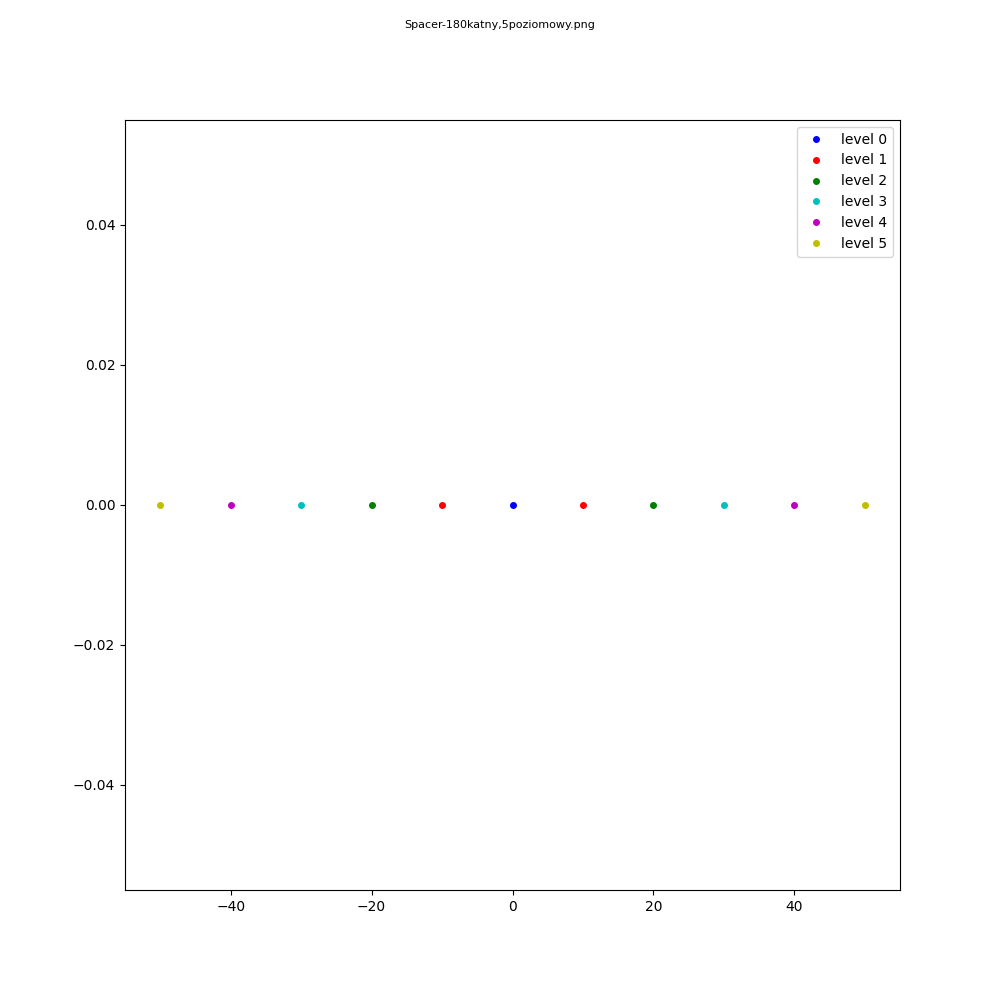 Spacer-180katny,5poziomowy.png
level 0
level 1
level 2
level 3
level 4
level 5
0.04
0.02
0.00
−0.02
−0.04
−40
−20
0
20
40